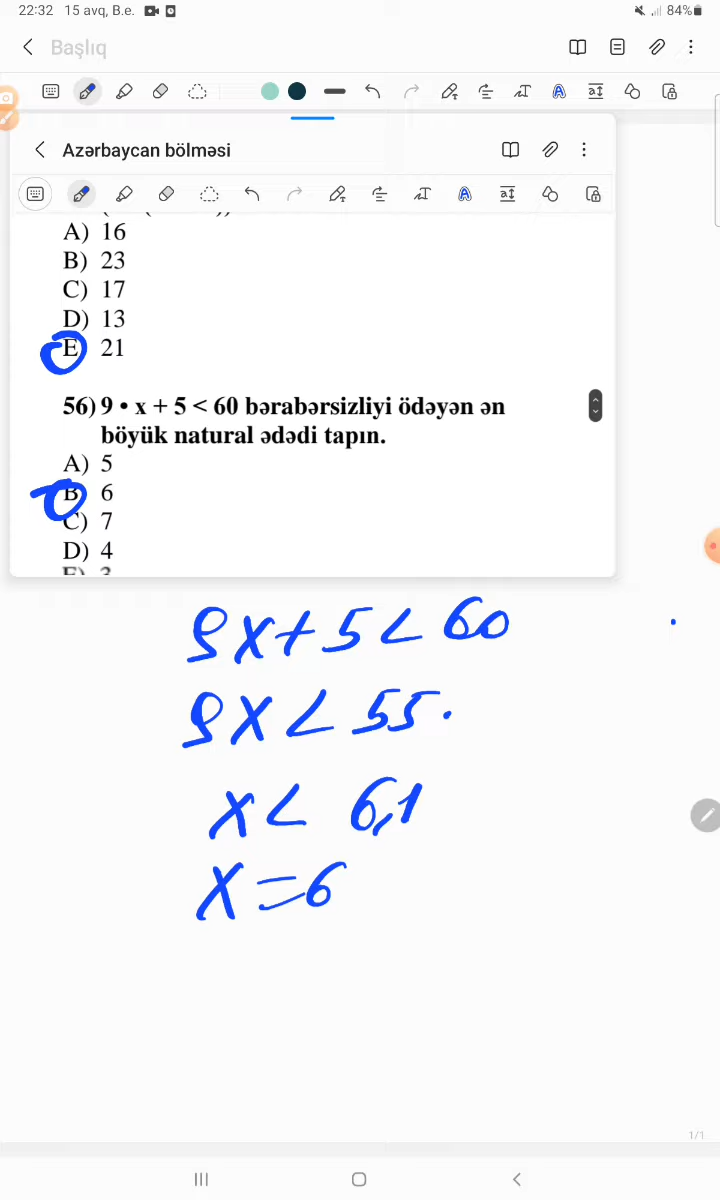 22:32 15 avq, B.e. 84%
Başlıq
Azərbaycan bölməsi
A) 16
B) 23
C) 17
D) 13
E) 21
56) 9 • x + 5 < 60 bərabərsizliyi ödəyən ən
böyük natural ədədi tapın.
A) 5
B) 6
C) 7
D) 4
E) 3
9x+5<60
9x<55.
x< 6,1
x=6
1/1